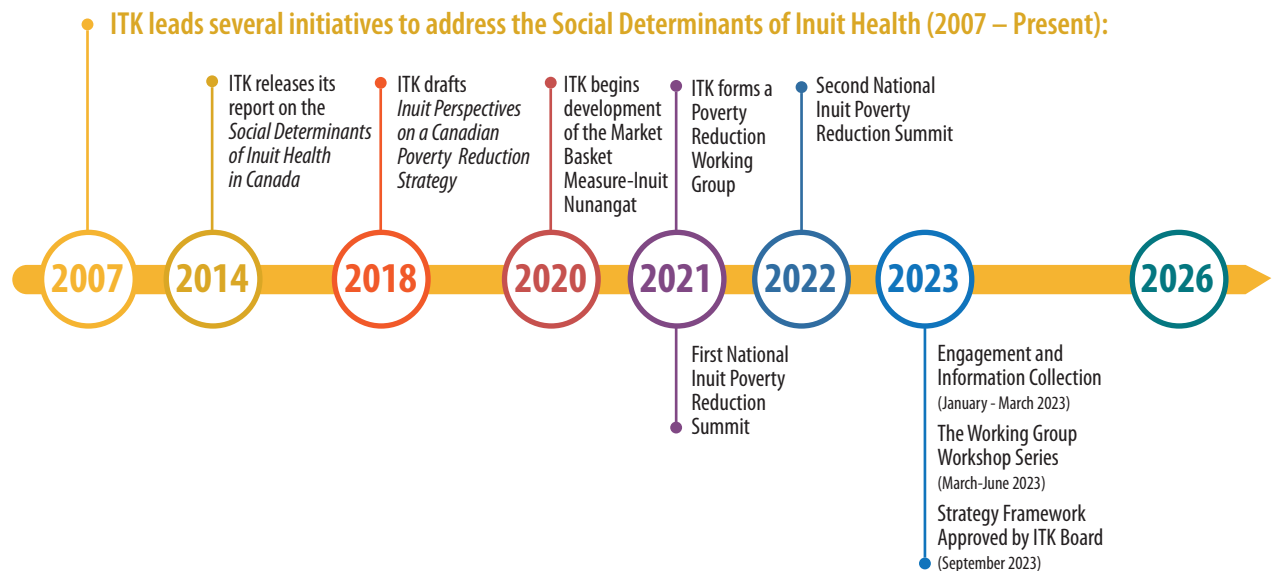 ITK leads several initiatives to address the Social Determinants of Inuit Health (2007 – Present):
ITK releases its
report on the
Social Determinants
of Inuit Health
in Canada
ITK drafts
Inuit Perspectives
on a Canadian
Poverty Reduction
Strategy
ITK begins
development
of the Market
Basket
Measure-Inuit
Nunangat
ITK forms a
Poverty
Reduction
Working
Group
Second National
Inuit Poverty
Reduction Summit
2007
2014
2018
2020
2021
2022
2023
2026
First National
Inuit Poverty
Reduction
Summit
Engagement and
Information Collection
(January - March 2023)
The Working Group
Workshop Series
(March-June 2023)
Strategy Framework
Approved by ITK Board
(September 2023)